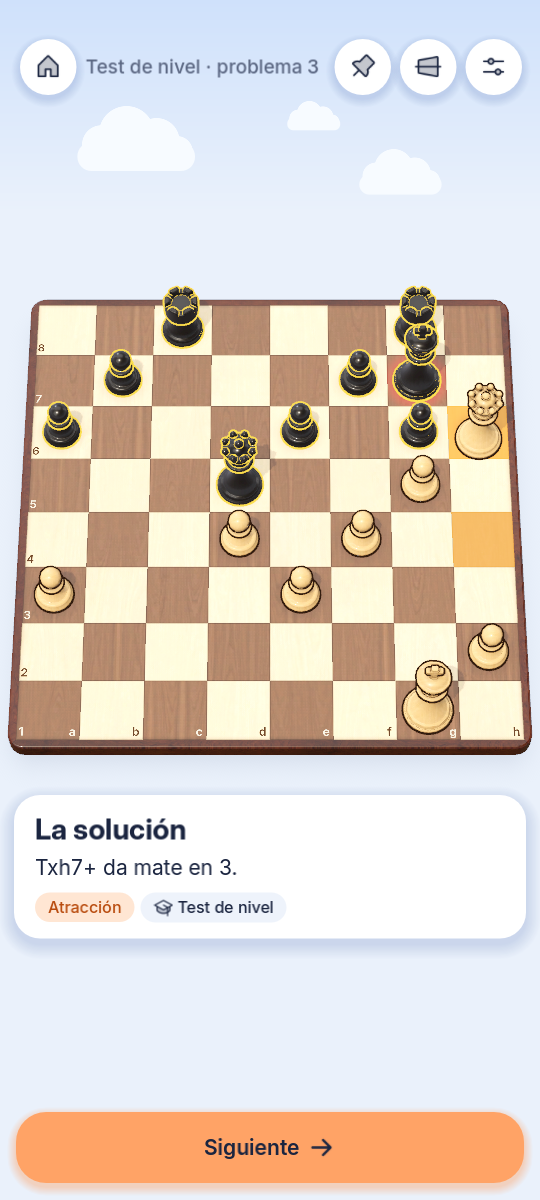 Test de nivel · problema 3
8
7
6
5
4
3
2
1 a b c d e f g h
La solución
Txh7+ da mate en 3.
Atracción Test de nivel
Siguiente →